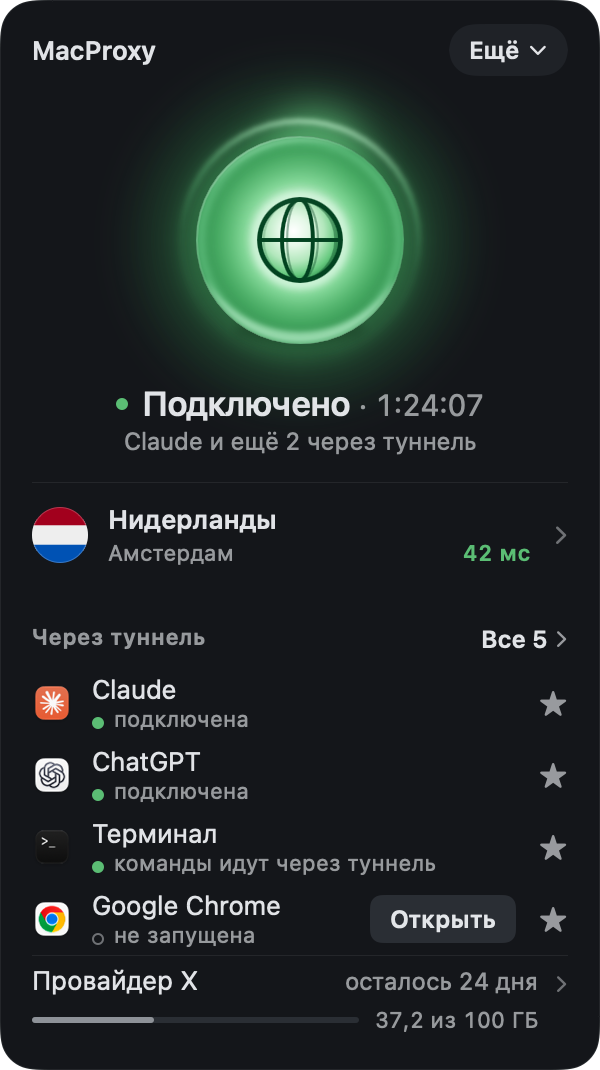 MacProxy
Ещё
Подключено · 1:24:07
Claude и ещё 2 через туннель
Нидерланды
Амстердам
42 мс
Через туннель
Все 5
Claude
подключена
ChatGPT
подключена
>_
Терминал
команды идут через туннель
Google Chrome
не запущена
Открыть
Провайдер X
осталось 24 дня
37,2 из 100 ГБ